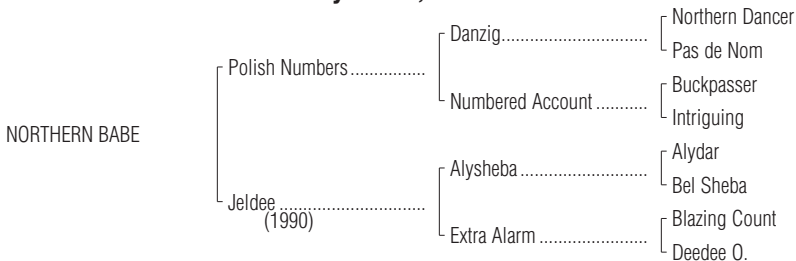 Northern Dancer
Danzig..................................
Pas de Nom
Polish Numbers................
Buckpasser
Numbered Account ...........
Intriguing
NORTHERN BABE
Alydar
Alysheba .............................
Bel Sheba
Jeldee ................................
(1990)
Blazing Count
Extra Alarm ........................
Deedee O.